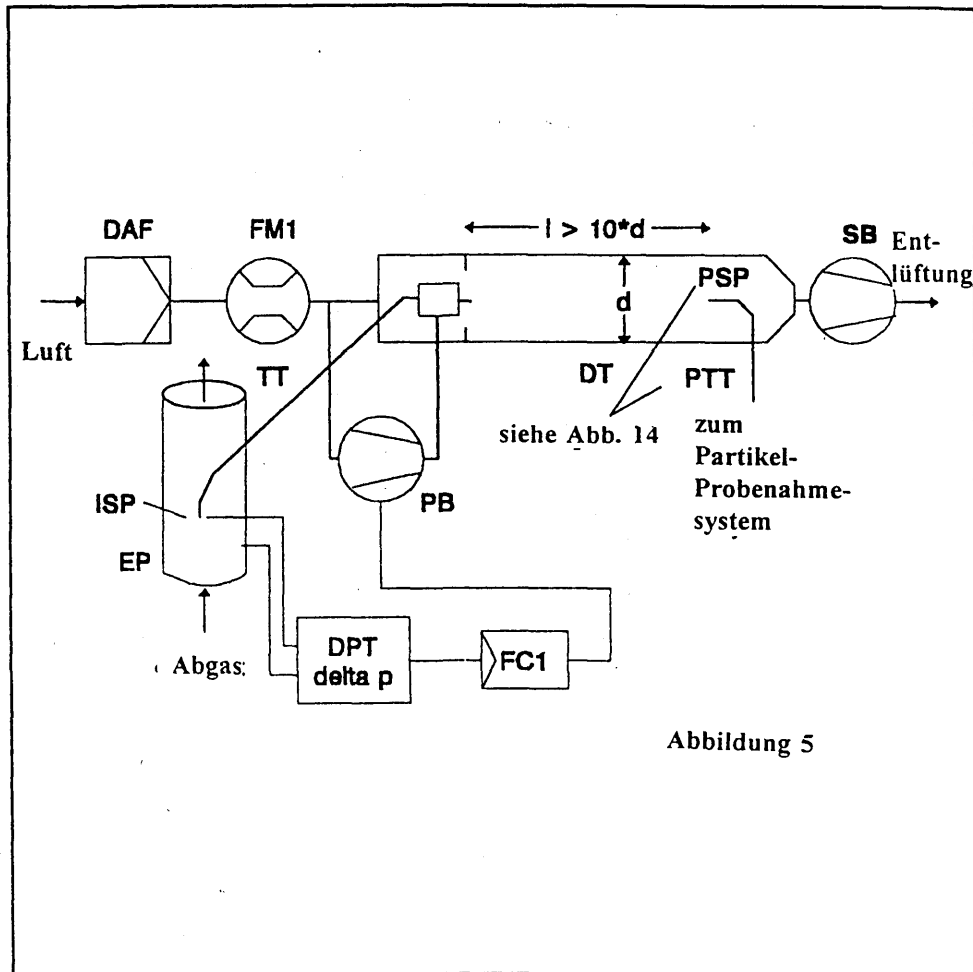 DAF
FM1
l > 10*d
SB
Ent-
lüftung
PSP
d
Luft
TT
DT
PTT
siehe Abb. 14
zum
Partikel-
Probenahme-
system
PB
ISP
EP
DPT
delta p
FC1
Abgas
Abbildung 5